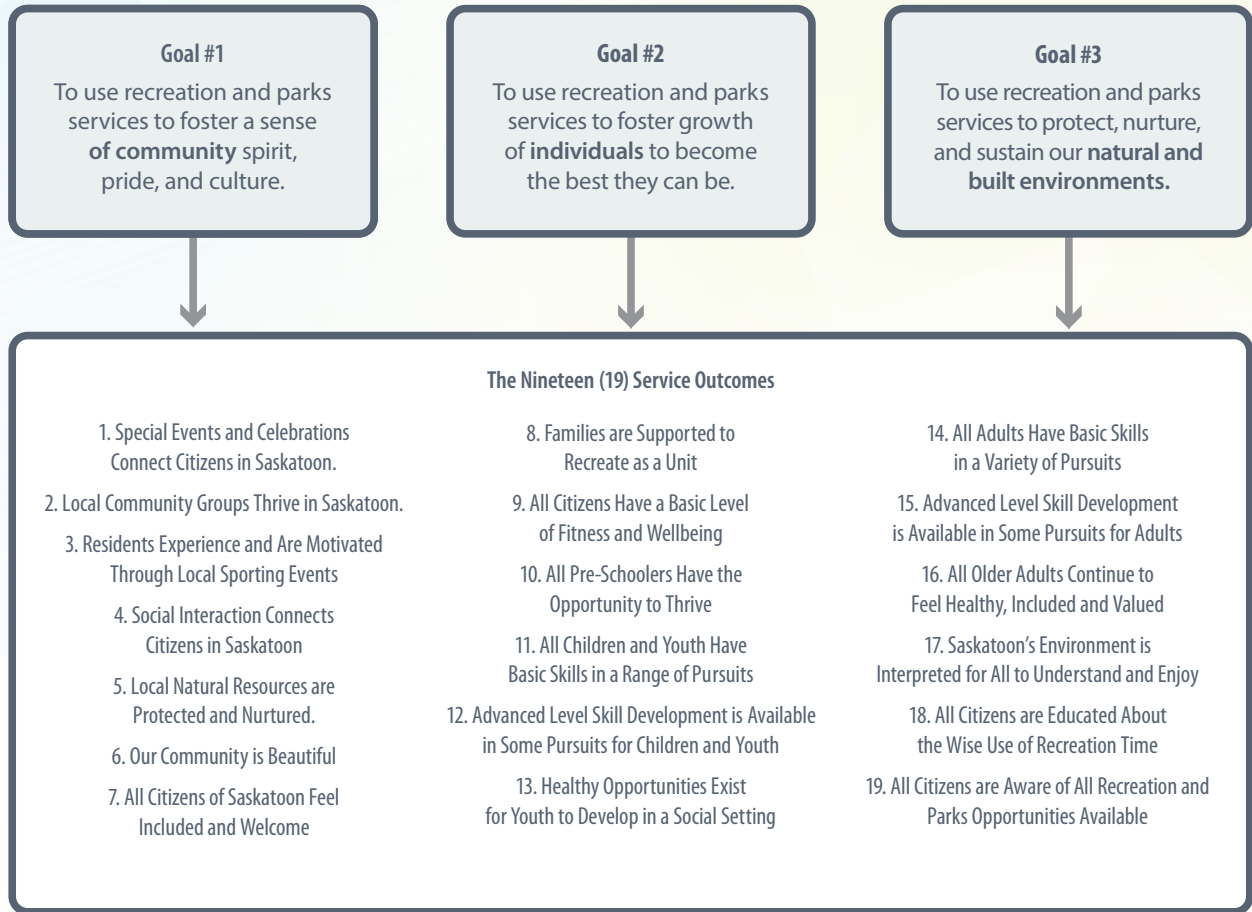 Goal #1
To use recreation and parks
services to foster a sense
of community spirit,
pride, and culture.
Goal #2
To use recreation and parks
services to foster growth
of individuals to become
the best they can be.
Goal #3
To use recreation and parks
services to protect, nurture,
and sustain our natural and
built environments.
The Nineteen (19) Service Outcomes
1. Special Events and Celebrations
Connect Citizens in Saskatoon.
2. Local Community Groups Thrive in Saskatoon.
3. Residents Experience and Are Motivated
Through Local Sporting Events
4. Social Interaction Connects
Citizens in Saskatoon
5. Local Natural Resources are
Protected and Nurtured.
6. Our Community is Beautiful
7. All Citizens of Saskatoon Feel
Included and Welcome
8. Families are Supported to
Recreate as a Unit
9. All Citizens Have a Basic Level
of Fitness and Wellbeing
10. All Pre-Schoolers Have the
Opportunity to Thrive
11. All Children and Youth Have
Basic Skills in a Range of Pursuits
12. Advanced Level Skill Development is Available
in Some Pursuits for Children and Youth
13. Healthy Opportunities Exist
for Youth to Develop in a Social Setting
14. All Adults Have Basic Skills
in a Variety of Pursuits
15. Advanced Level Skill Development
is Available in Some Pursuits for Adults
16. All Older Adults Continue to
Feel Healthy, Included and Valued
17. Saskatoon's Environment is
Interpreted for All to Understand and Enjoy
18. All Citizens are Educated About
the Wise Use of Recreation Time
19. All Citizens are Aware of All Recreation and
Parks Opportunities Available